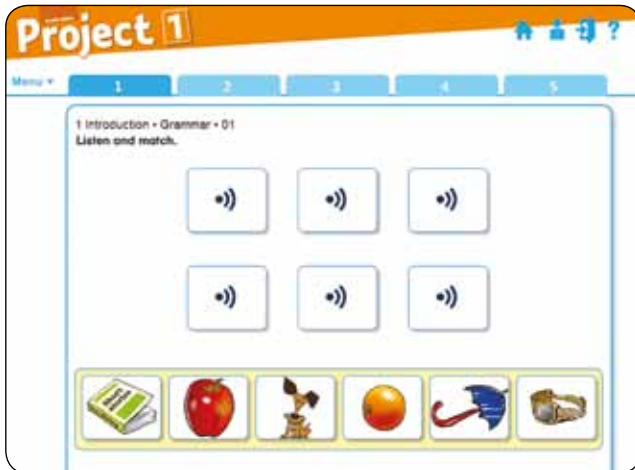 Project 1
?
Menu
1 2 3 4 5
1 Introduction • Grammar • 01
Listen and match.